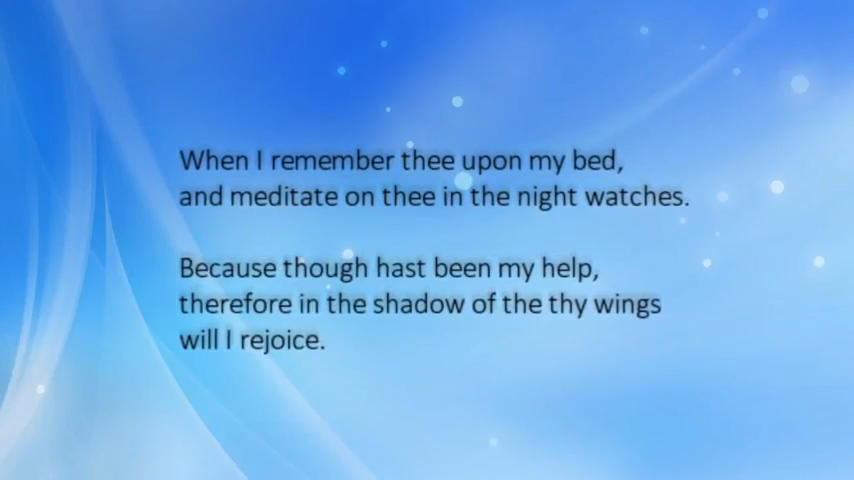 When I remember thee upon my bed,
and meditate on thee in the night watches.
Because though hast been my help,
therefore in the shadow of the thy wings
will I rejoice.